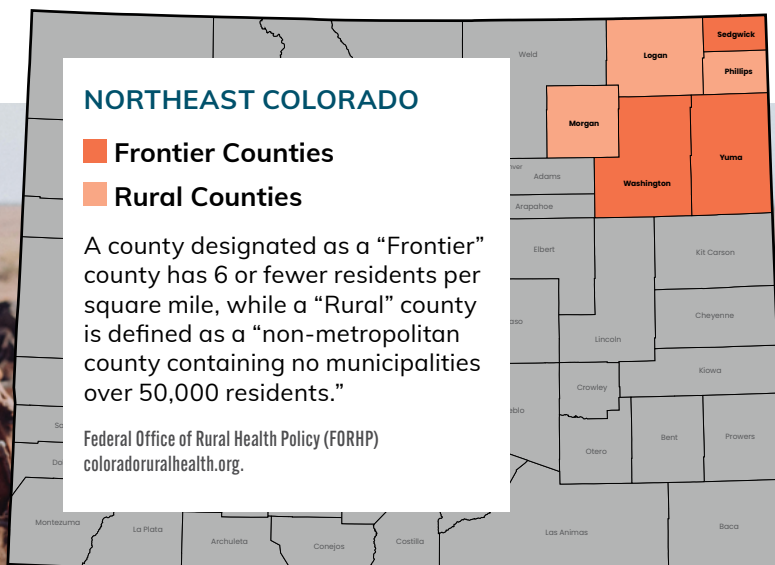 NORTHEAST COLORADO
Frontier Counties
Rural Counties
A county designated as a “Frontier”
county has 6 or fewer residents per
square mile, while a “Rural” county
is defined as a “non-metropolitan
county containing no municipalities
over 50,000 residents.”
Federal Office of Rural Health Policy (FORHP)
coloradoruralhealth.org.
Sedgwick
Weld
Logan
Phillips
Morgan
Yuma
Adams
Washington
Arapahoe
Elbert
Kit Carson
Cheyenne
Lincoln
Kiowa
Crowley
Bent
Prowers
Otero
Montezuma
La Plata
Archuleta
Conejos
Costilla
Las Animas
Baca